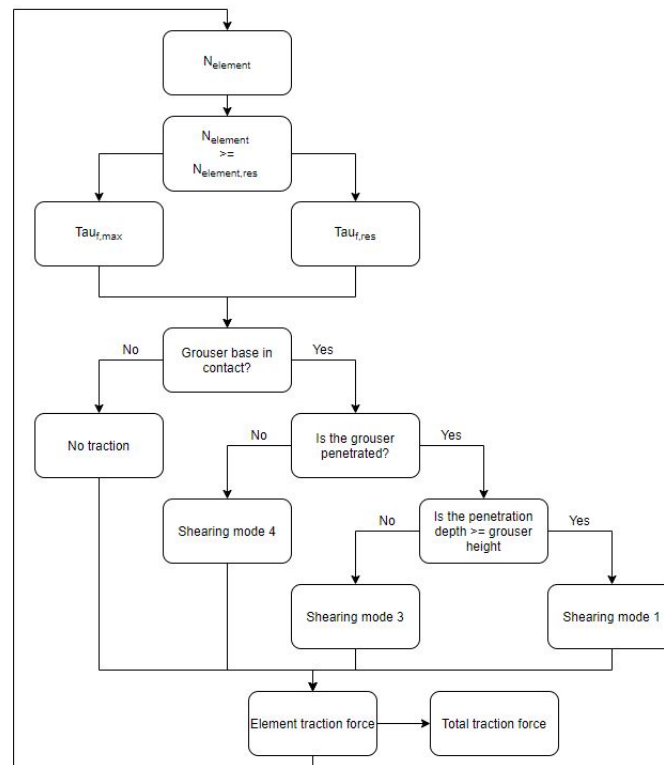 N_element
N_element
>=
N_element,res
Tau_f,max
Tau_f,res
No
Grouser base in
contact?
Yes
No traction
No
Is the grouser
penetrated?
Yes
Shearing mode 4
No
Is the penetration
depth >= grouser
height
Yes
Shearing mode 3
Shearing mode 1
Element traction force
Total traction force